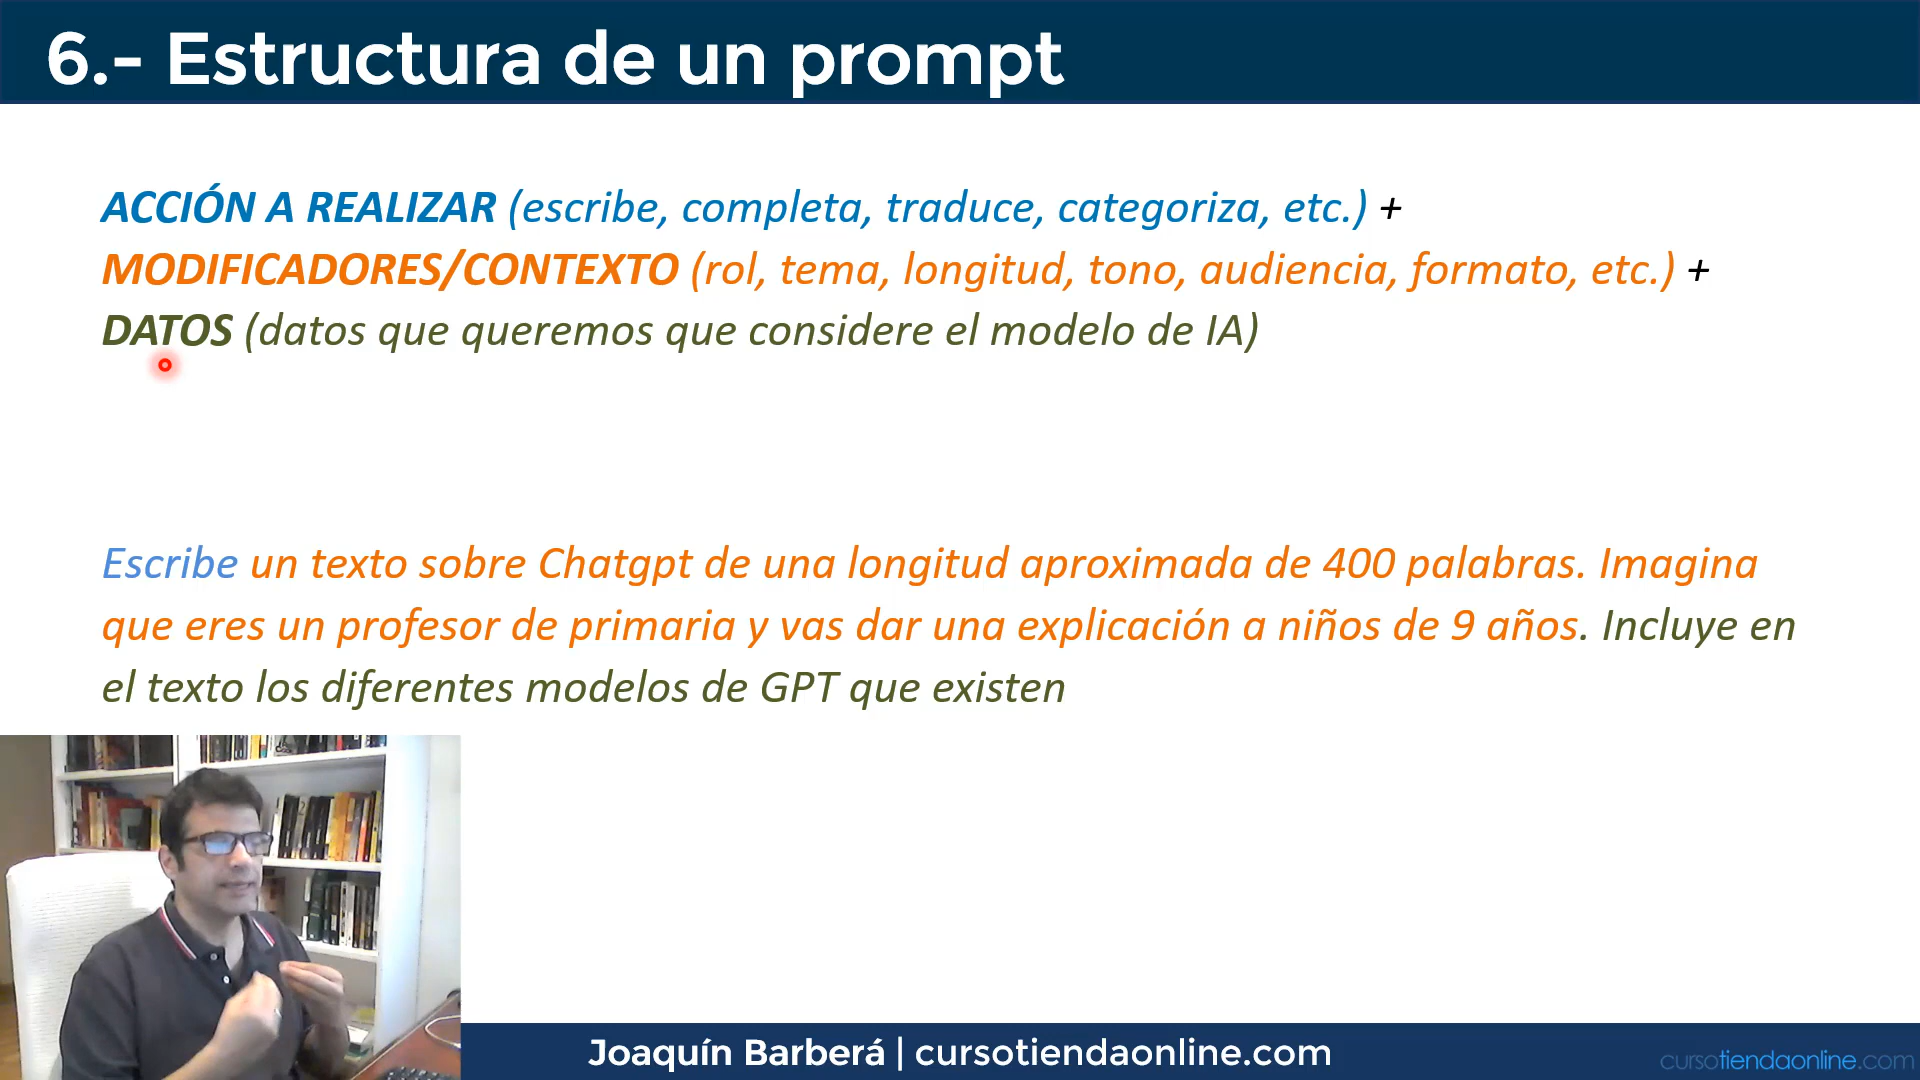 6.- Estructura de un prompt
ACCIÓN A REALIZAR (escribe, completa, traduce, categoriza, etc.) +
MODIFICADORES/CONTEXTO (rol, tema, longitud, tono, audiencia, formato, etc.) +
DATOS (datos que queremos que considere el modelo de IA)
Escribe un texto sobre Chatgpt de una longitud aproximada de 400 palabras. Imagina
que eres un profesor de primaria y vas dar una explicación a niños de 9 años. Incluye en
el texto los diferentes modelos de GPT que existen
Joaquín Barberá | cursotiendaonline.com
cursotiendaonline.com